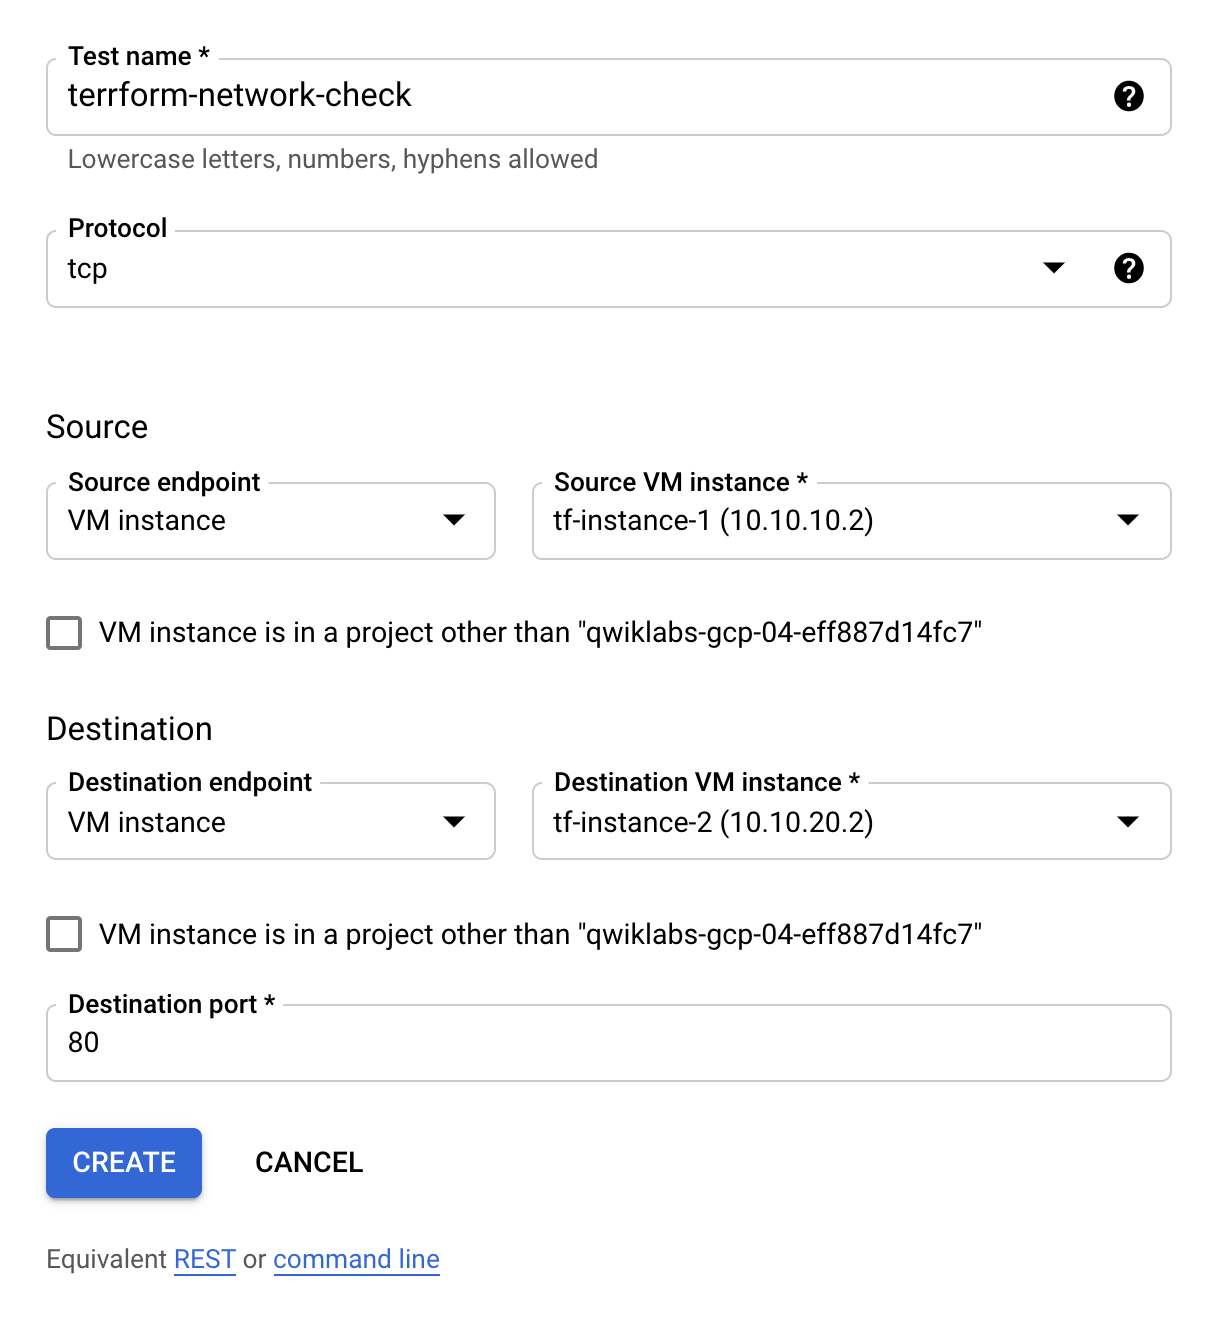 Test name *
terrform-network-check
Lowercase letters, numbers, hyphens allowed
Protocol
tcp
Source
Source endpoint
VM instance
Source VM instance *
tf-instance-1 (10.10.10.2)
VM instance is in a project other than "qwiklabs-gcp-04-eff887d14fc7"
Destination
Destination endpoint
VM instance
Destination VM instance *
tf-instance-2 (10.10.20.2)
VM instance is in a project other than "qwiklabs-gcp-04-eff887d14fc7"
Destination port *
80
CREATE CANCEL
Equivalent REST or command line